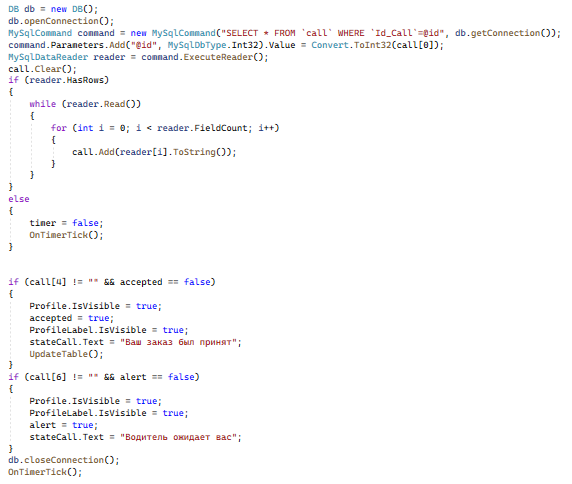 DB db = new DB();
db.openConnection();
MySqlCommand command = new MySqlCommand("SELECT * FROM `call` WHERE `Id_Call`=@id", db.getConnection());
command.Parameters.Add("@id", MySqlDbType.Int32).Value = Convert.ToInt32(call[0]);
MySqlDataReader reader = command.ExecuteReader();
call.Clear();
if (reader.HasRows)
{
    while (reader.Read())
    {
        for (int i = 0; i < reader.FieldCount; i++)
        {
            call.Add(reader[i].ToString());
        }
    }
}
else
{
    timer = false;
    OnTimerTick();
}
if (call[4] != "" && accepted == false)
{
    Profile.IsVisible = true;
    accepted = true;
    ProfileLabel.IsVisible = true;
    stateCall.Text = "Ваш заказ был принят";
    UpdateTable();
}
if (call[6] != "" && alert == false)
{
    Profile.IsVisible = true;
    ProfileLabel.IsVisible = true;
    alert = true;
    stateCall.Text = "Водитель ожидает вас";
}
db.closeConnection();
OnTimerTick();